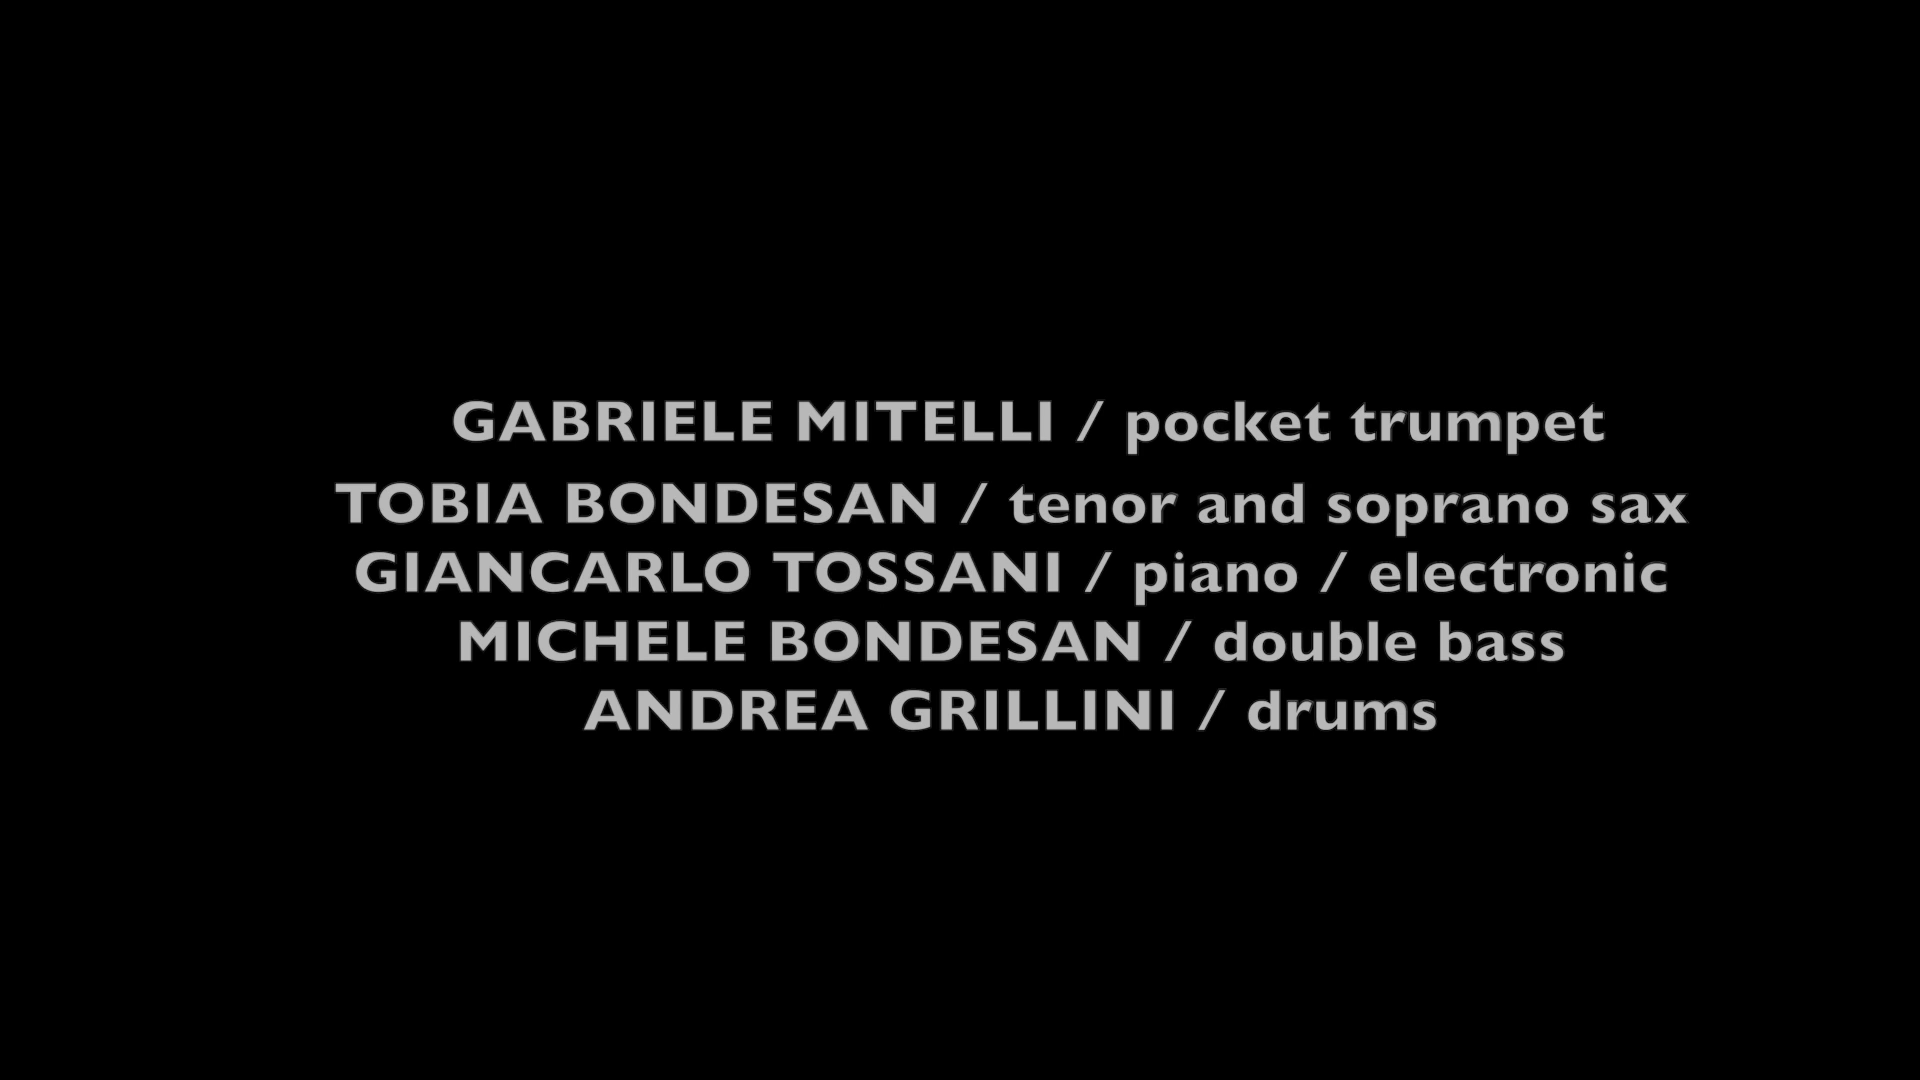 GABRIELE MITELLI / pocket trumpet
TOBIA BONDESAN / tenor and soprano sax
GIANCARLO TOSSANI / piano / electronic
MICHELE BONDESAN / double bass
ANDREA GRILLINI / drums